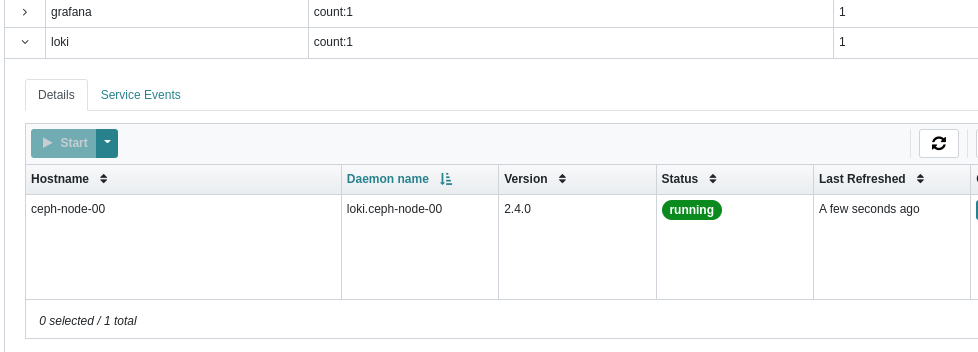 grafana count:1 1
loki count:1 1
Details Service Events
Start
Hostname Daemon name Version Status Last Refreshed
ceph-node-00 loki.ceph-node-00 2.4.0 running A few seconds ago
0 selected / 1 total